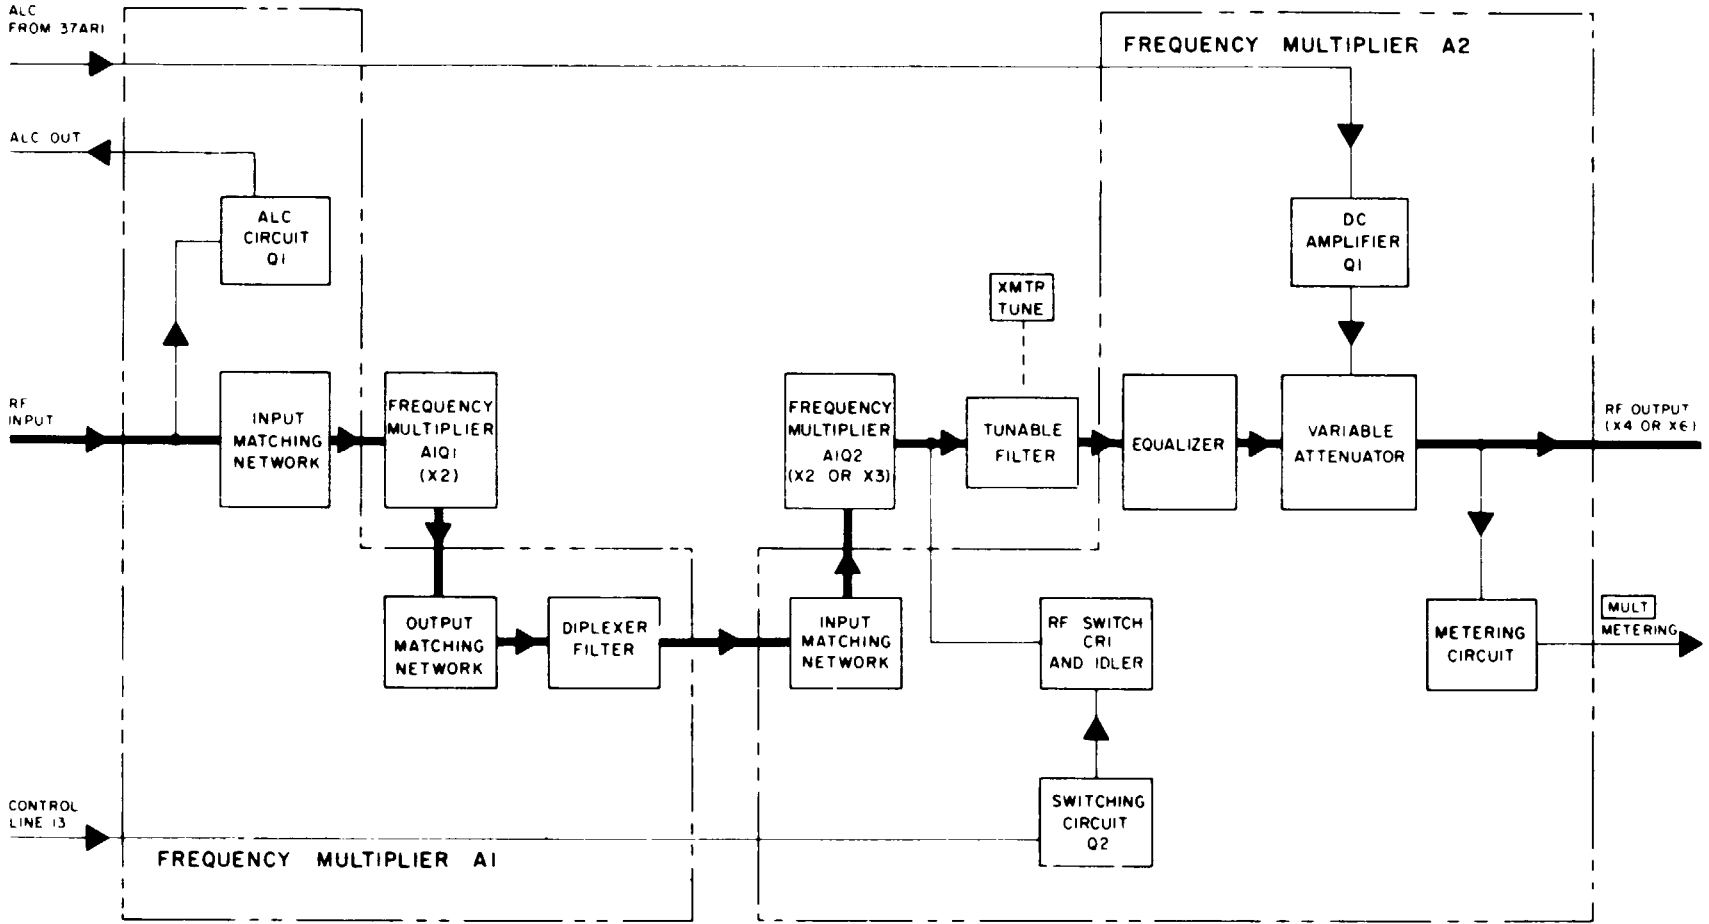 ALC
FROM 37AR1
FREQUENCY MULTIPLIER A2
ALC OUT
ALC
CIRCUIT
Q1
DC
AMPLIFIER
Q1
XMTR
TUNE
RF
INPUT
INPUT
MATCHING
NETWORK
FREQUENCY
MULTIPLIER
A1Q1
(X2)
FREQUENCY
MULTIPLIER
A1Q2
(X2 OR X3)
TUNABLE
FILTER
EQUALIZER
VARIABLE
ATTENUATOR
RF OUTPUT
(X4 OR X6)
OUTPUT
MATCHING
NETWORK
DIPLEXER
FILTER
INPUT
MATCHING
NETWORK
RF SWITCH
CR1
AND IDLER
METERING
CIRCUIT
MULT
METERING
CONTROL
LINE 13
SWITCHING
CIRCUIT
Q2
FREQUENCY MULTIPLIER A1